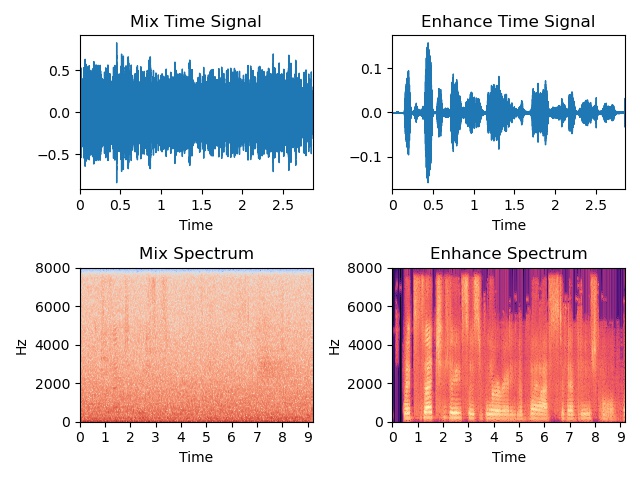 Mix Time Signal
0.5
0.0
−0.5
0 0.5 1 1.5 2 2.5
Time
Enhance Time Signal
0.1
0.0
−0.1
0 0.5 1 1.5 2 2.5
Time
Mix Spectrum
8000
6000
4000
2000
0
Hz
0 1 2 3 4 5 6 7 8 9
Time
Enhance Spectrum
8000
6000
4000
2000
0
Hz
0 1 2 3 4 5 6 7 8 9
Time